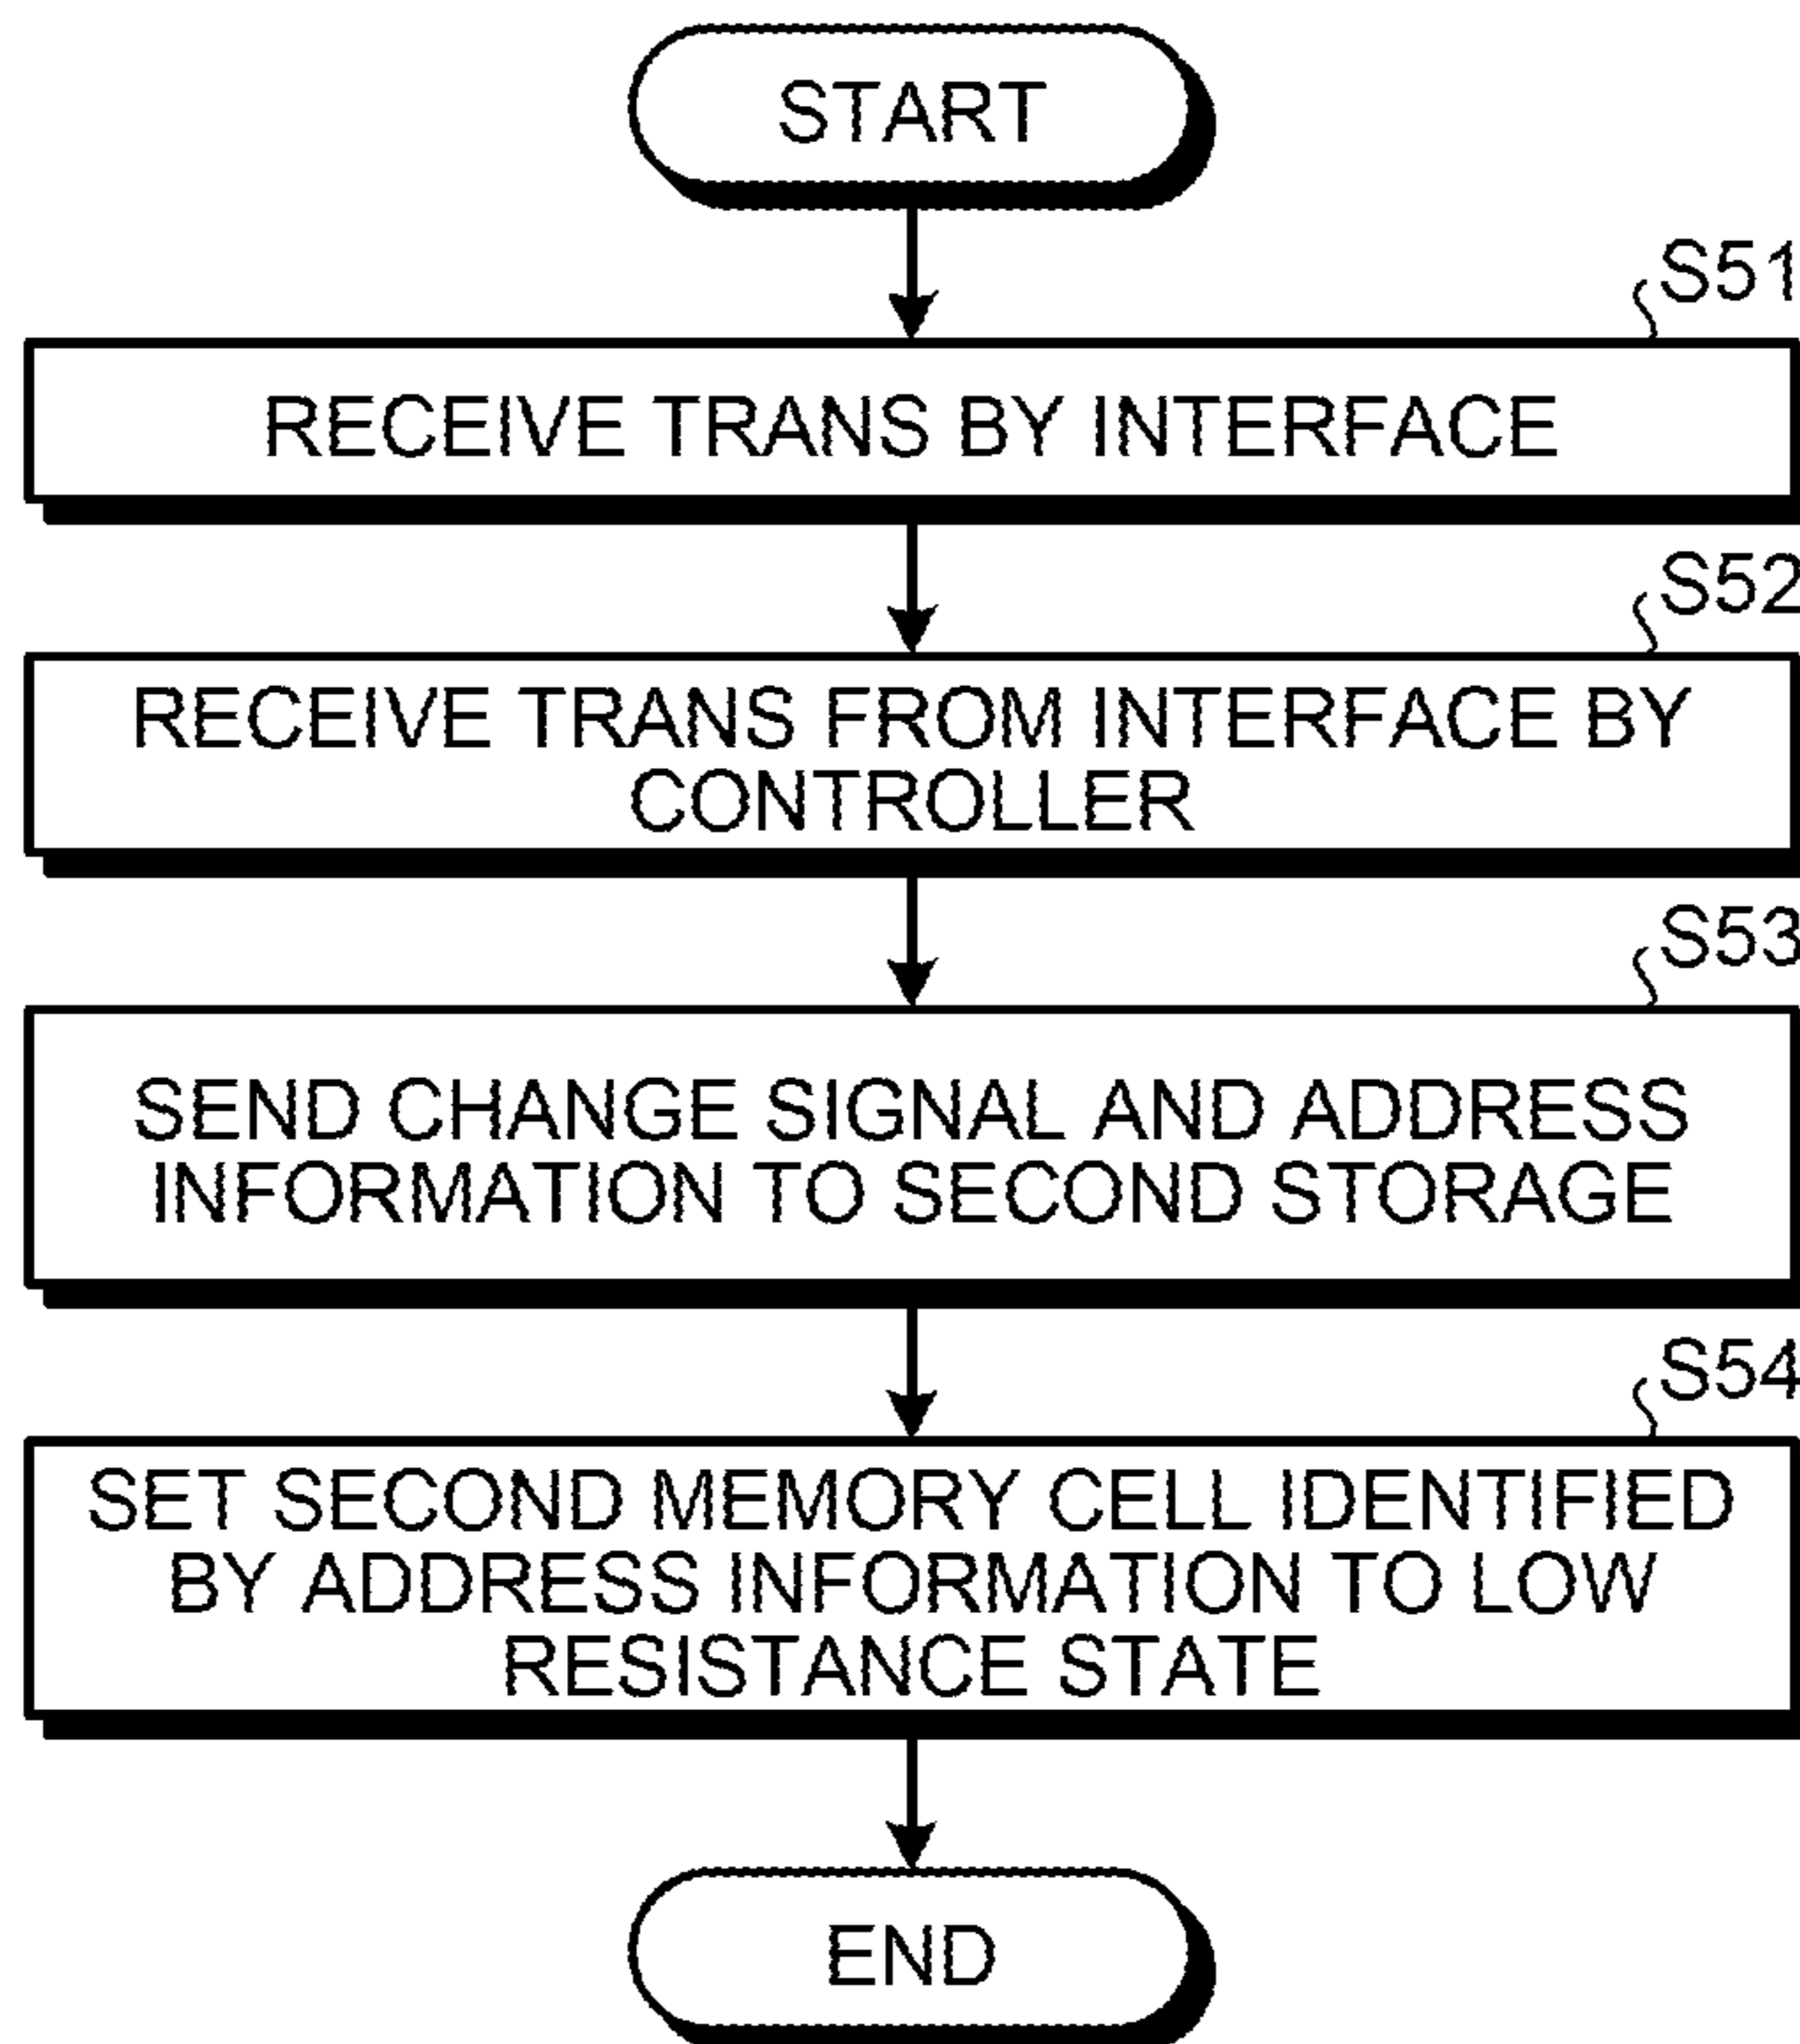 START
S51
RECEIVE TRANS BY INTERFACE
S52
RECEIVE TRANS FROM INTERFACE BY
CONTROLLER
S53
SEND CHANGE SIGNAL AND ADDRESS
INFORMATION TO SECOND STORAGE
S54
SET SECOND MEMORY CELL IDENTIFIED
BY ADDRESS INFORMATION TO LOW
RESISTANCE STATE
END